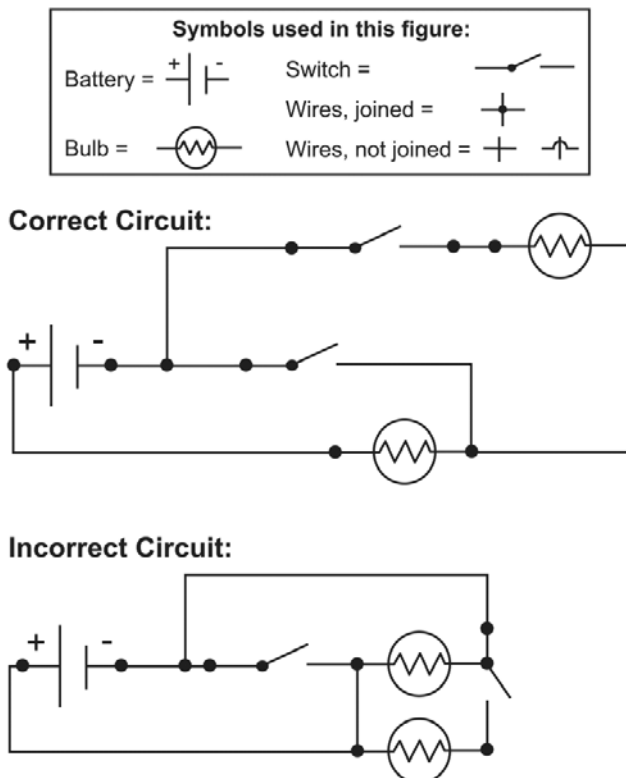 Symbols used in this figure:
Battery = + - Switch =
Wires, joined =
Bulb = Wires, not joined =
Correct Circuit:
+ -
Incorrect Circuit:
+ -